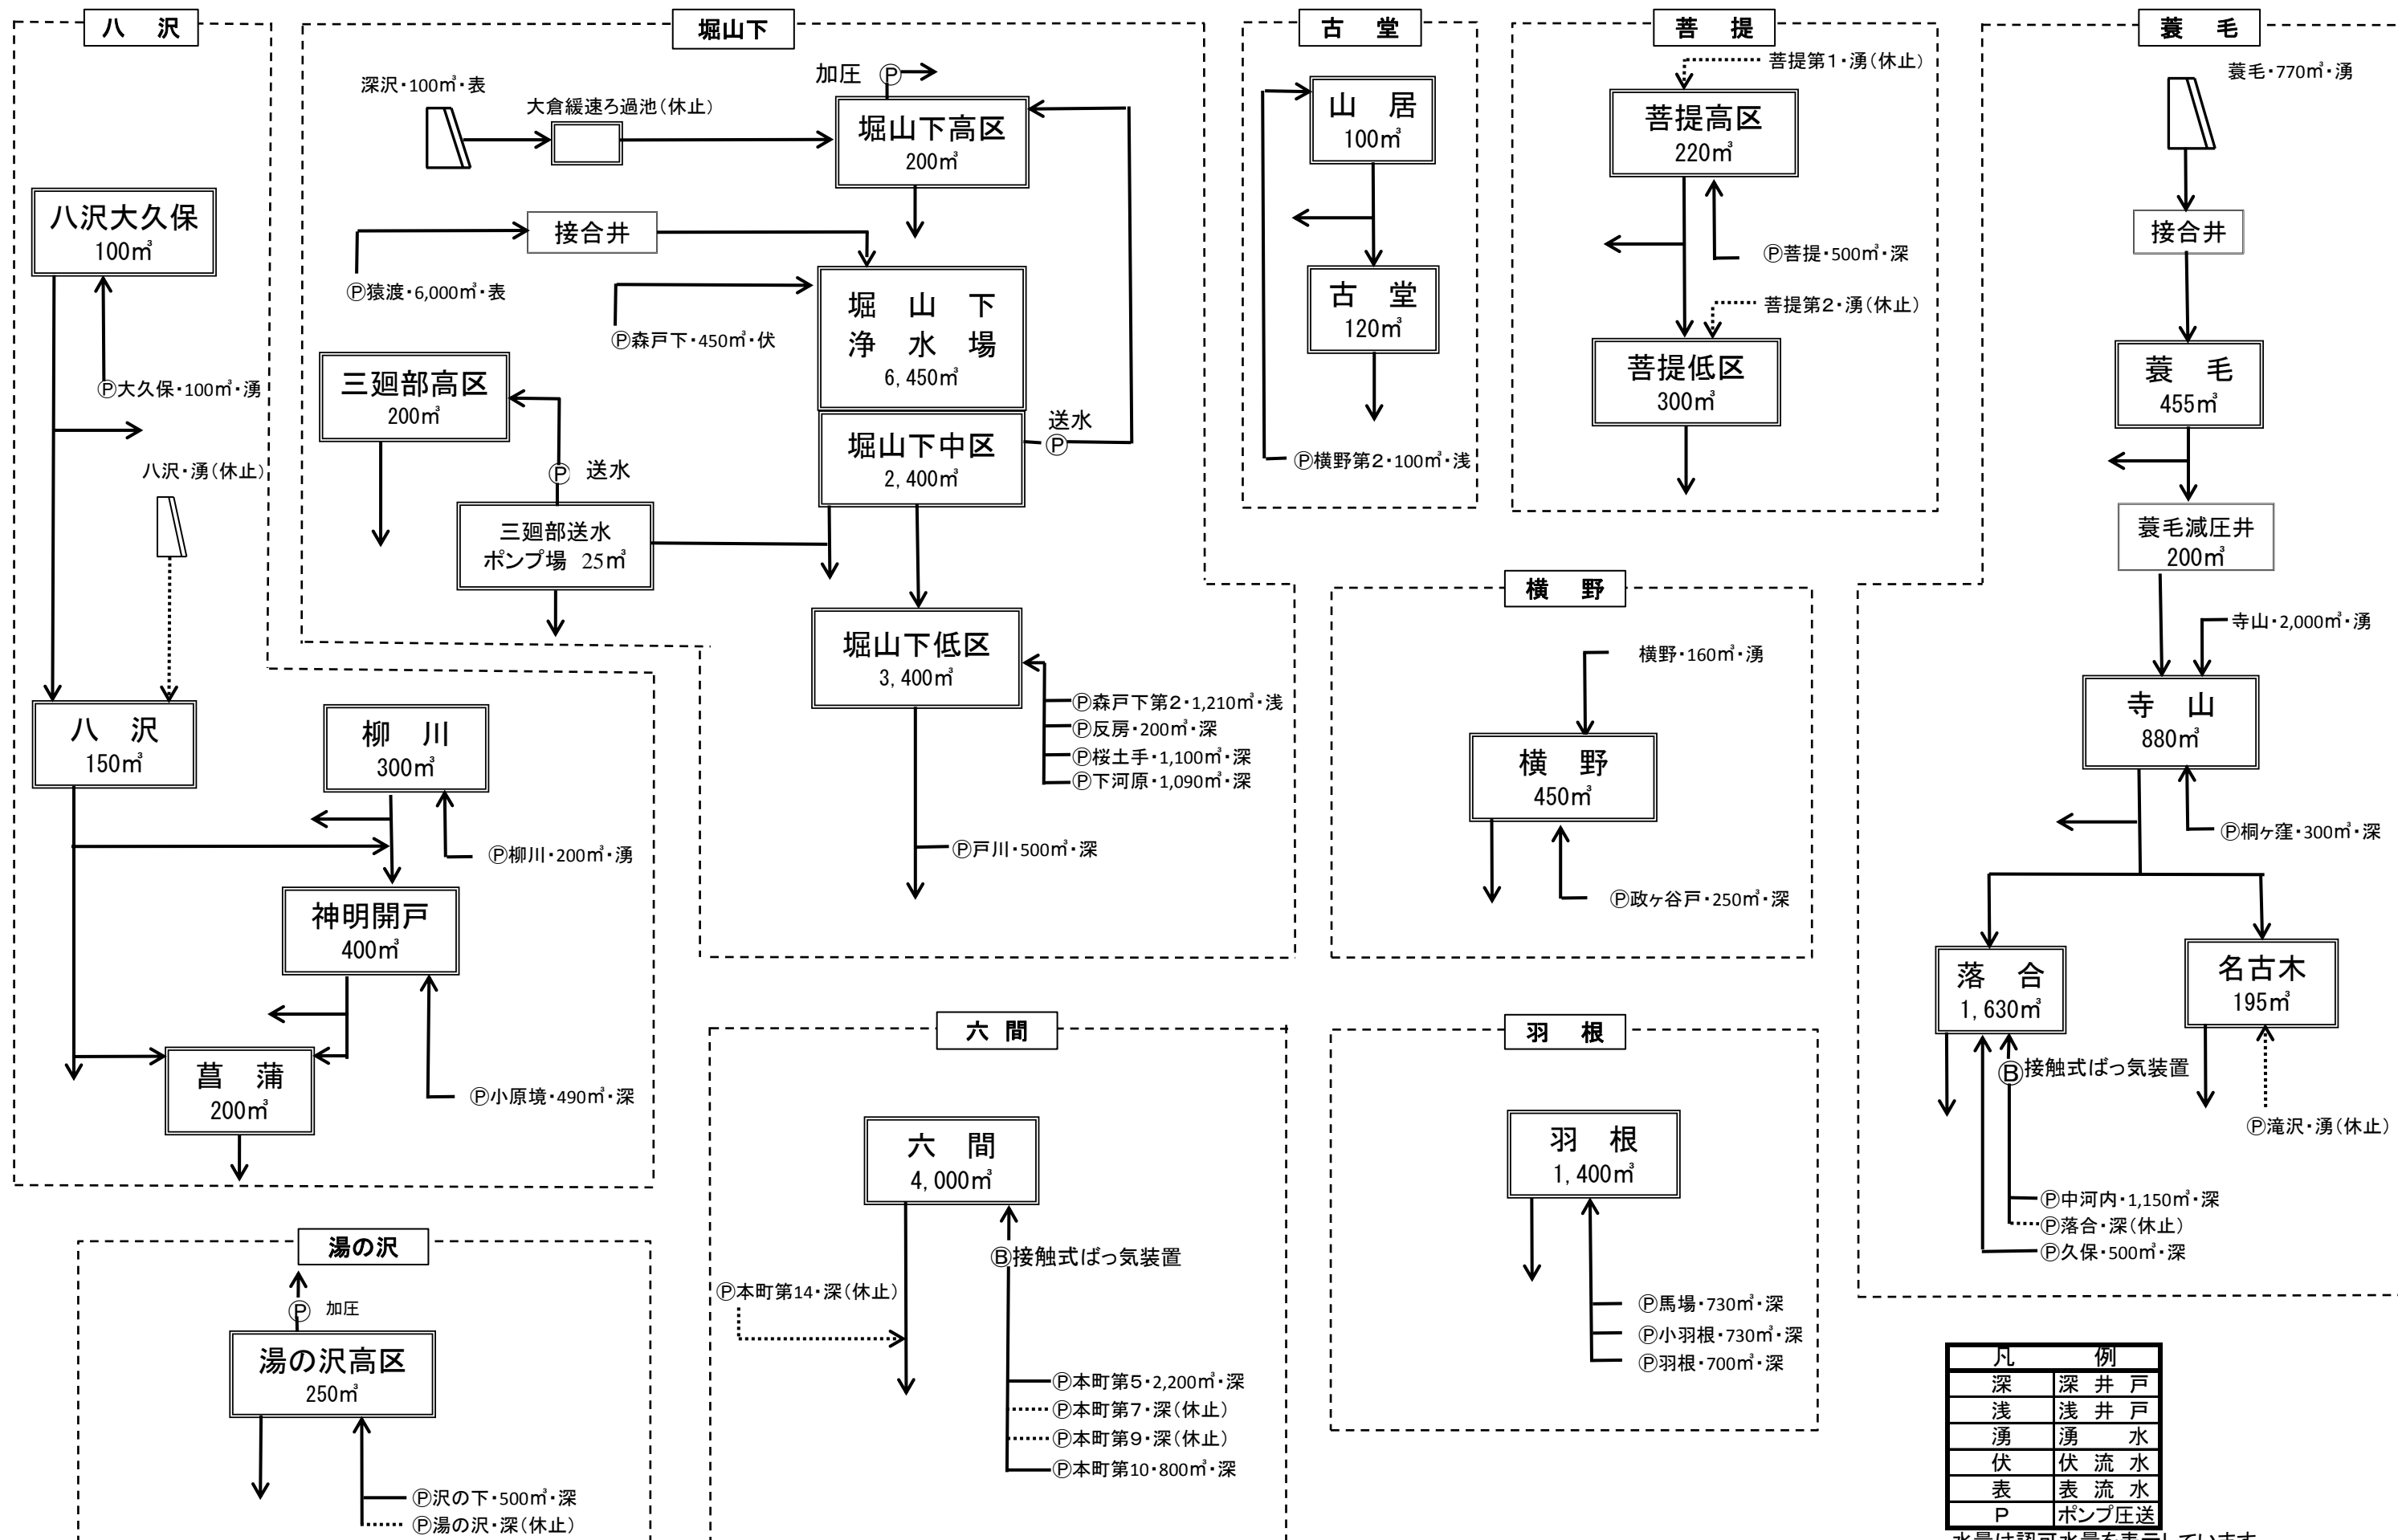 八　沢
八沢大久保
100㎥
Ⓟ大久保・100㎥・湧
八沢・湧(休止)
八　沢
150㎥
柳　川
300㎥
Ⓟ柳川・200㎥・湧
神明開戸
400㎥
Ⓟ小原境・490㎥・深
菖　蒲
200㎥
堀山下
深沢・100㎥・表
大倉緩速ろ過池(休止)
加圧 Ⓟ
堀山下高区
200㎥
接合井
Ⓟ猿渡・6,000㎥・表
Ⓟ森戸下・450㎥・伏
堀　山　下
浄　水　場
6,450㎥
三廻部高区
200㎥
Ⓟ 送水
三廻部送水
ポンプ場 25㎥
堀山下中区
2,400㎥
送水
Ⓟ
堀山下低区
3,400㎥
Ⓟ森戸下第2・1,210㎥・浅
Ⓟ反房・200㎥・深
Ⓟ桜土手・1,100㎥・深
Ⓟ下河原・1,090㎥・深
Ⓟ戸川・500㎥・深
古　堂
山　居
100㎥
古　堂
120㎥
Ⓟ横野第2・100㎥・浅
菩　提
菩提第1・湧(休止)
菩提高区
220㎥
Ⓟ菩提・500㎥・深
菩提第2・湧(休止)
菩提低区
300㎥
横　野
横野・160㎥・湧
横　野
450㎥
Ⓟ政ヶ谷戸・250㎥・深
蓑　毛
蓑毛・770㎥・湧
接合井
蓑　毛
455㎥
蓑毛減圧井
200㎥
寺山・2,000㎥・湧
寺　山
880㎥
Ⓟ桐ヶ窪・300㎥・深
落　合
1,630㎥
名古木
195㎥
Ⓑ接触式ばっ気装置
Ⓟ滝沢・湧(休止)
Ⓟ中河内・1,150㎥・深
Ⓟ落合・深(休止)
Ⓟ久保・500㎥・深
湯の沢
Ⓟ 加圧
湯の沢高区
250㎥
Ⓟ沢の下・500㎥・深
Ⓟ湯の沢・深(休止)
六　間
六　間
4,000㎥
Ⓑ接触式ばっ気装置
Ⓟ本町第14・深(休止)
Ⓟ本町第5・2,200㎥・深
Ⓟ本町第7・深(休止)
Ⓟ本町第9・深(休止)
Ⓟ本町第10・800㎥・深
羽　根
羽　根
1,400㎥
Ⓟ馬場・730㎥・深
Ⓟ小羽根・730㎥・深
Ⓟ羽根・700㎥・深
凡　例
深 深井戸
浅 浅井戸
湧 湧　水
伏 伏流水
表 表流水
P ポンプ圧送
水量は認可水量を表示しています